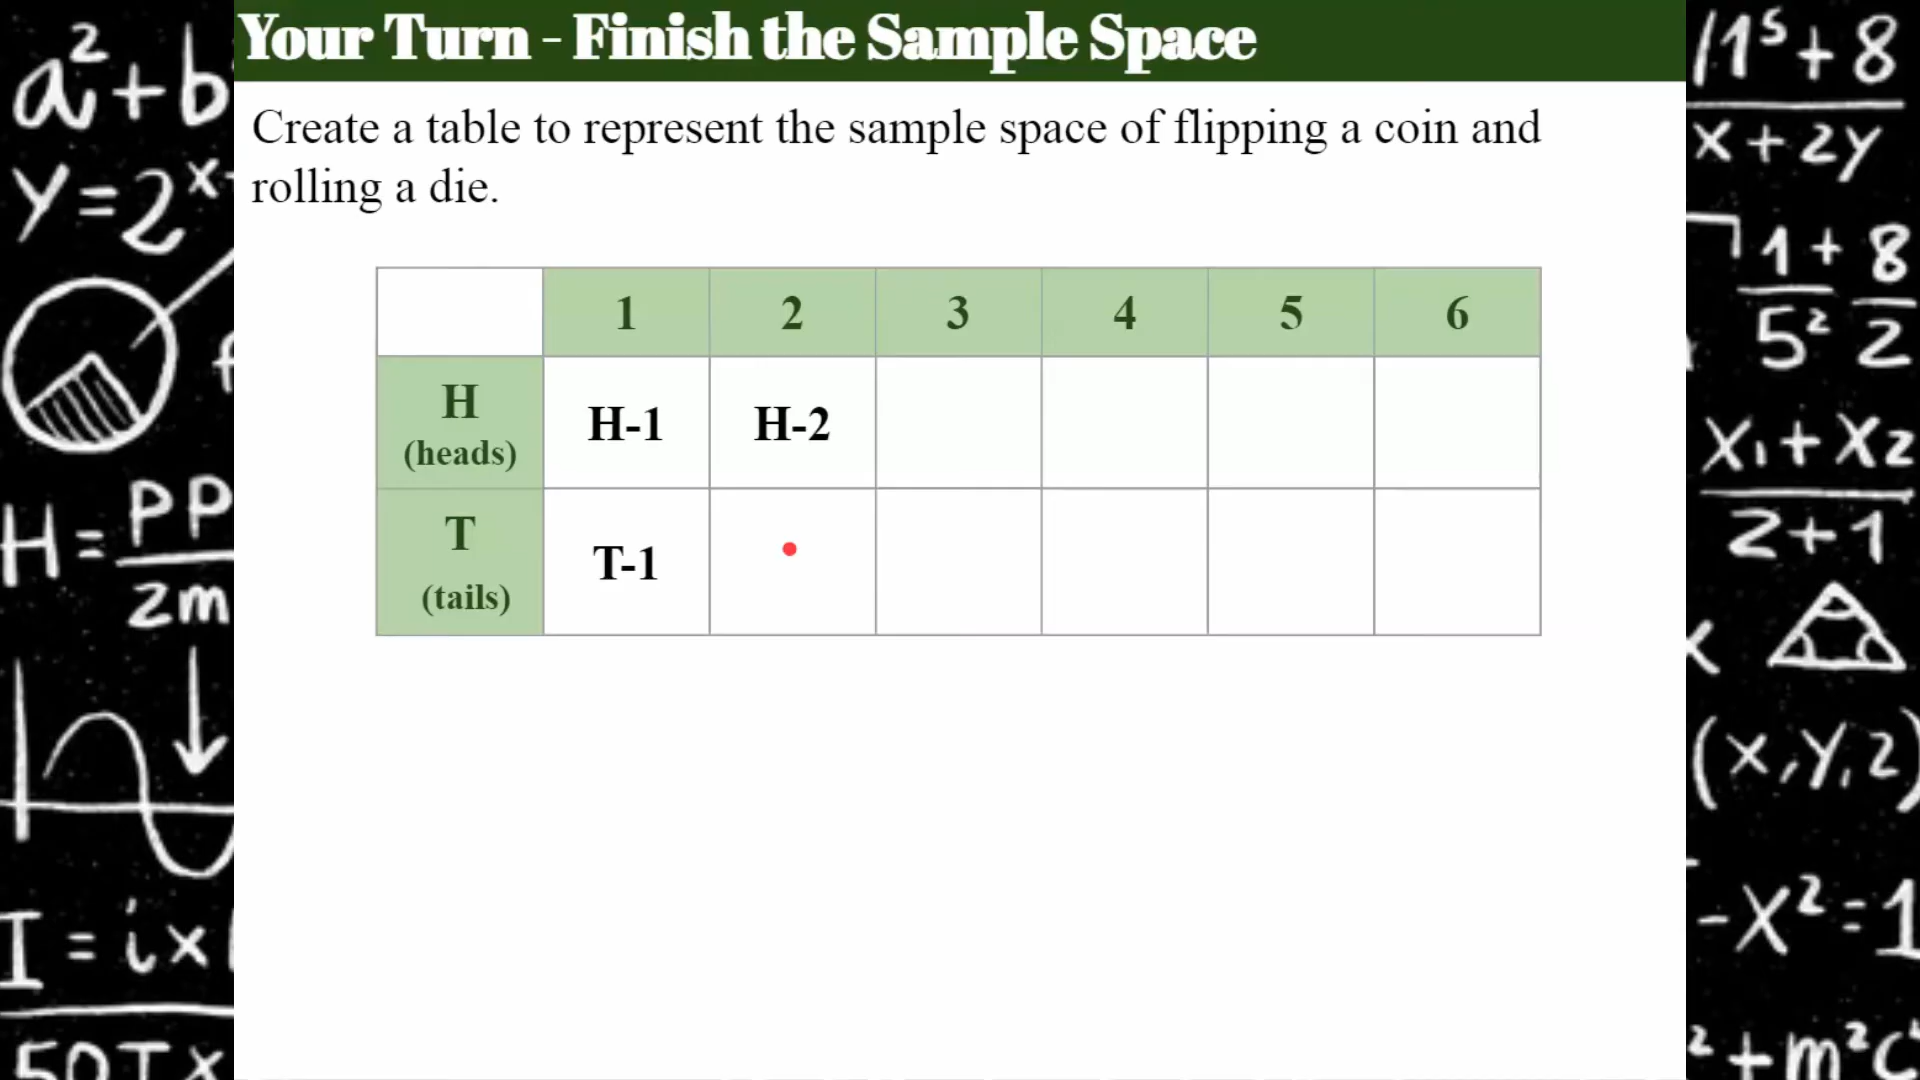 Your Turn - Finish the Sample Space
Create a table to represent the sample space of flipping a coin and
rolling a die.
1 2 3 4 5 6
H
(heads)
H-1 H-2
T
(tails)
T-1
a²+b
y=2ˣ
H=
PP
2m
I=ix
50Tx
1⁵+8
x+2y
1+8
5² 2
x₁+x₂
2+1
(x,y,2)
-x²=1
²+m²c⁴